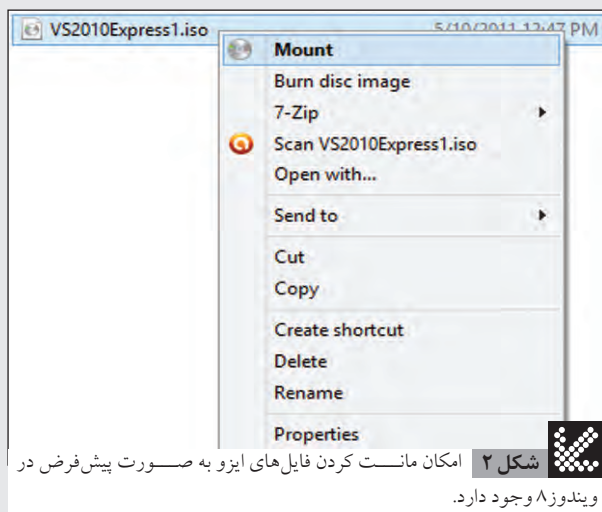 VS2010Express1.iso 5/10/2011 12:47 PM
Mount
Burn disc image
7-Zip
Scan VS2010Express1.iso
Open with...
Send to
Cut
Copy
Create shortcut
Delete
Rename
Properties
شکل ۲ امکان مانـــت کردن فایل‌های ایزو به صـــورت پیش‌فرض در
ویندوز۸ وجود دارد.